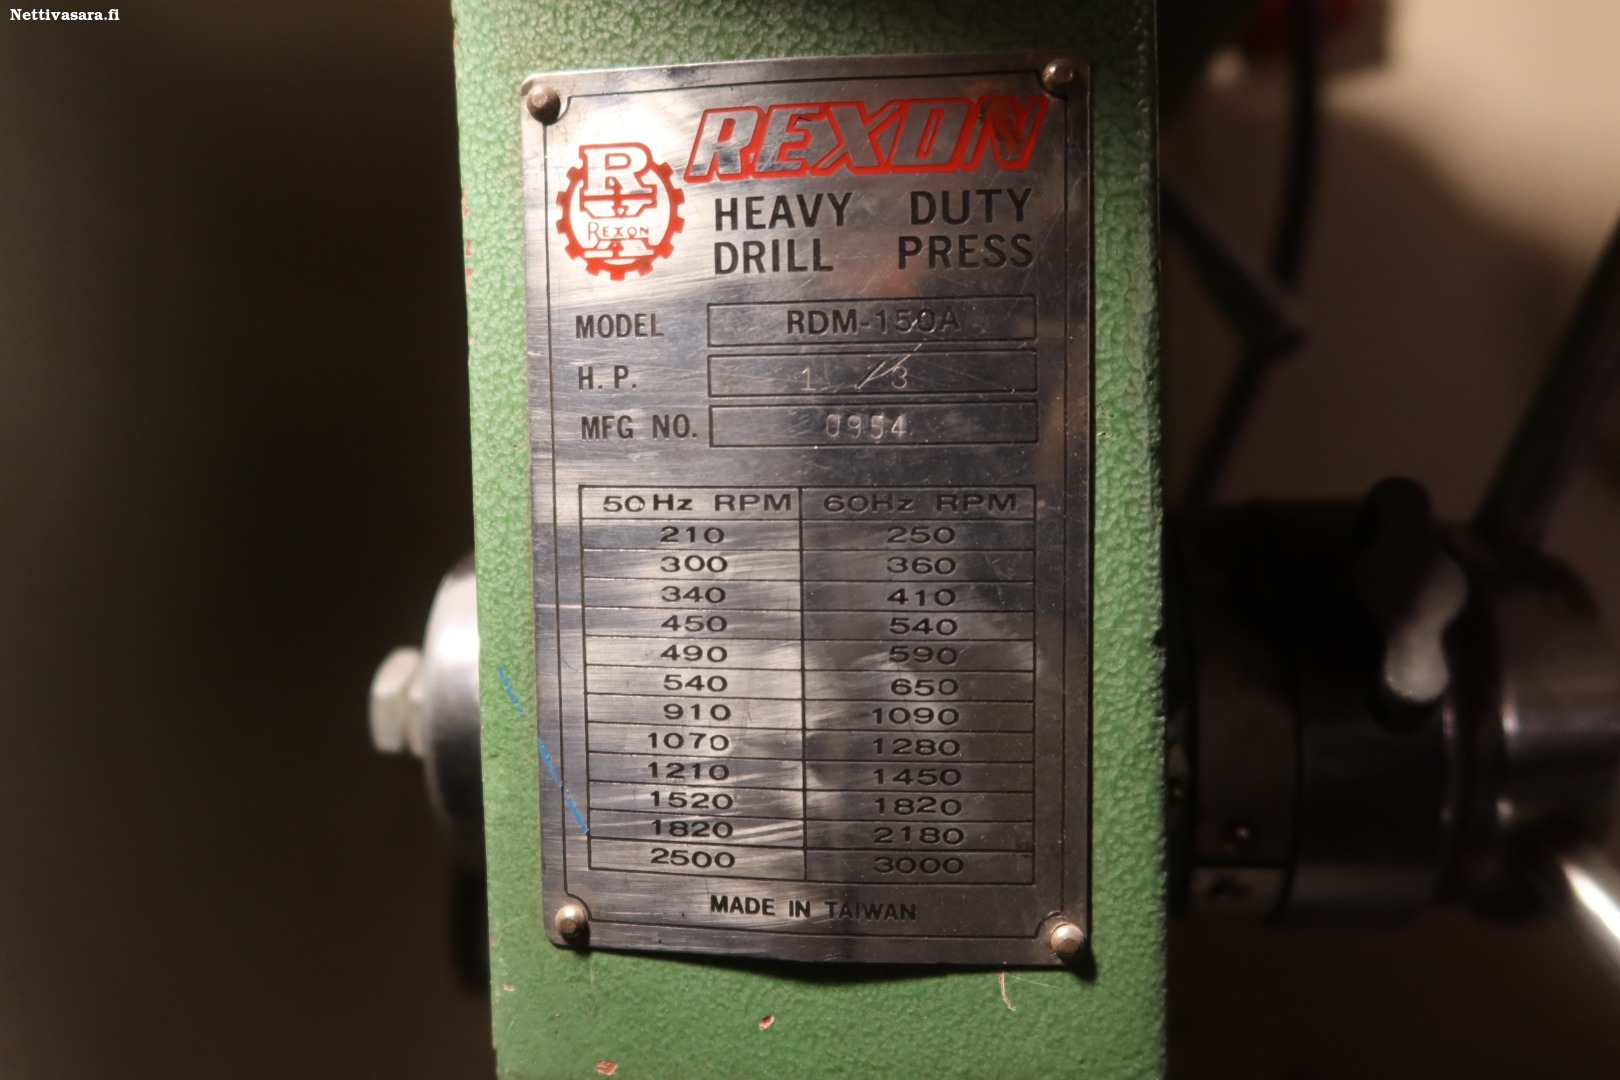 Nettivasara.fi
REXON
R
REXON
HEAVY DUTY
DRILL PRESS
MODEL RDM-150A
H. P. 1 / 3
MFG NO. 0954
50Hz RPM 60Hz RPM
210 250
300 360
340 410
450 540
490 590
540 650
910 1090
1070 1280
1210 1450
1520 1820
1820 2180
2500 3000
MADE IN TAIWAN